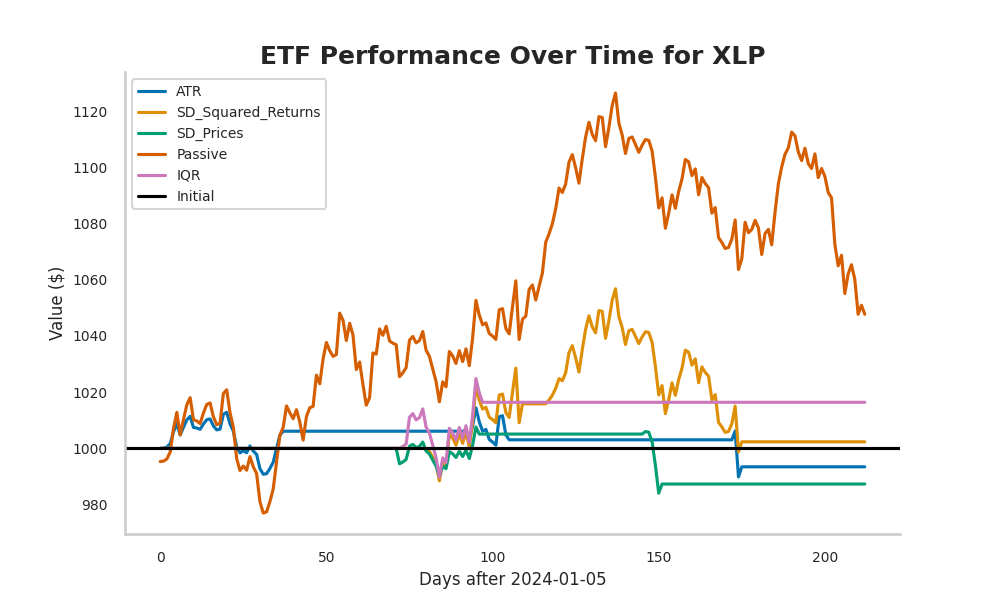 ETF Performance Over Time for XLP
ATR
SD_Squared_Returns
SD_Prices
Passive
IQR
Initial
1120
1100
1080
1060
1040
1020
1000
980
Value ($)
0 50 100 150 200
Days after 2024-01-05